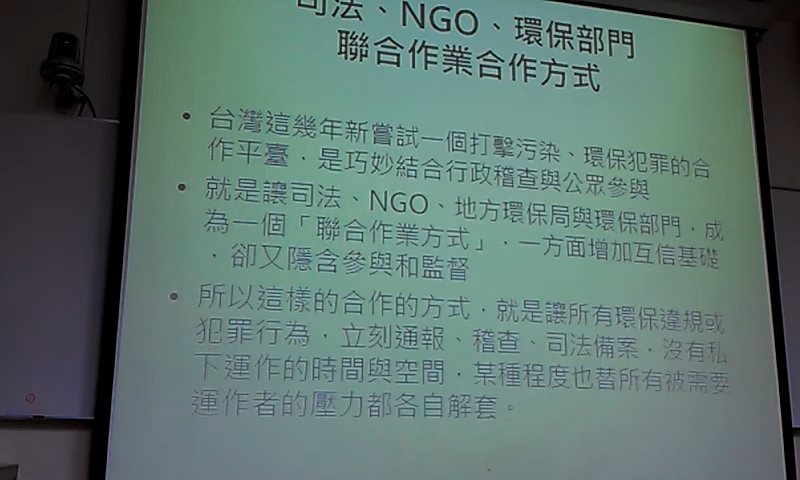 司法、NGO、環保部門
聯合作業合作方式
• 台灣這幾年新嘗試一個打擊污染、環保犯罪的合
作平臺，是巧妙結合行政稽查與公眾參與
• 就是讓司法、NGO、地方環保局與環保部門，成
為一個「聯合作業方式」，一方面增加互信基礎
，卻又隱含參與和監督
• 所以這樣的合作的方式，就是讓所有環保違規或
犯罪行為，立刻通報、稽查、司法備案，沒有私
下運作的時間與空間，某種程度也替所有被需要
運作者的壓力都各自解套。